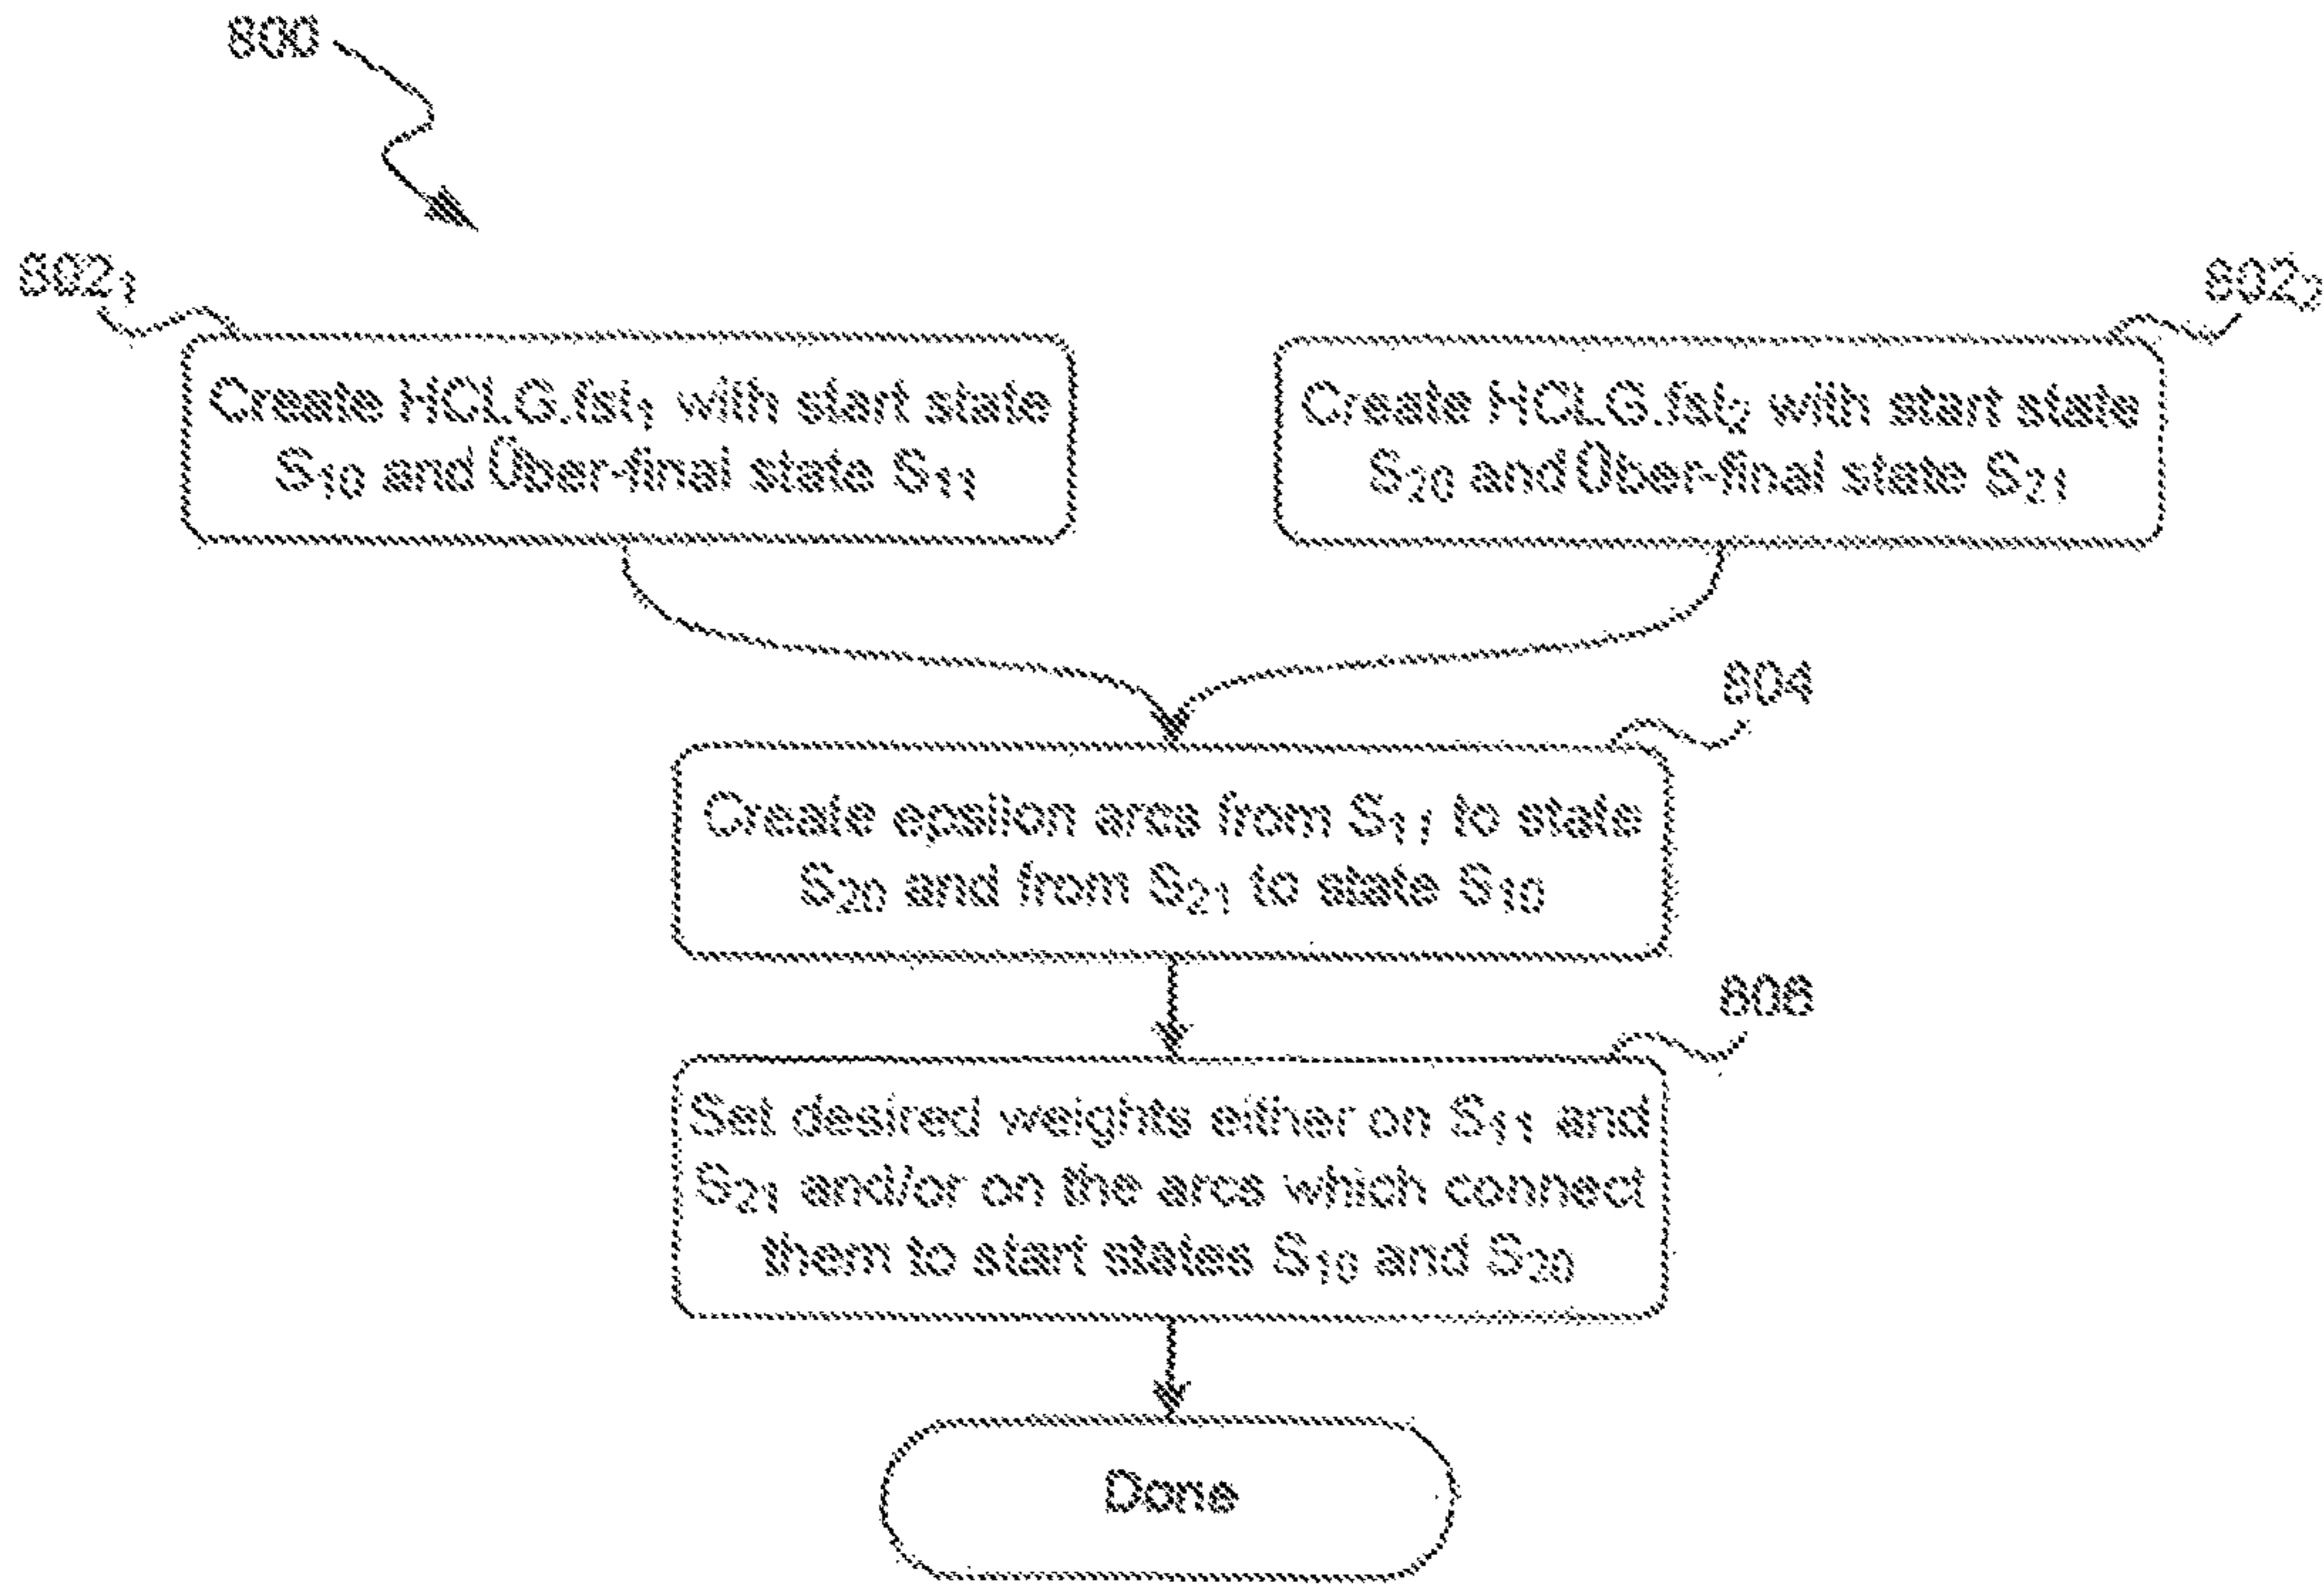 800
802₁
802₂
Create HCLG.fst₁ with start state
S₁₀ and Über-final state S₁₁
Create HCLG.fst₂ with start state
S₂₀ and Über-final state S₂₁
804
Create epsilon arcs from S₁₁ to state
S₂₀ and from S₂₁ to state S₁₀
806
Set desired weights either on S₁₁ and
S₂₁ and/or on the arcs which connect
them to start states S₁₀ and S₂₀
Done